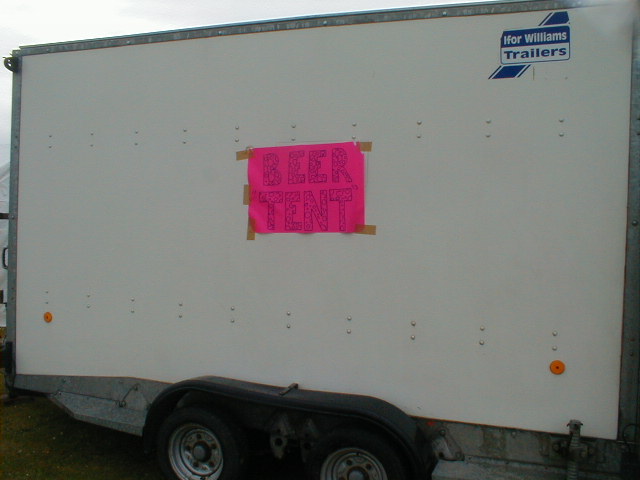 Ifor Williams
Trailers
BEER
TENT